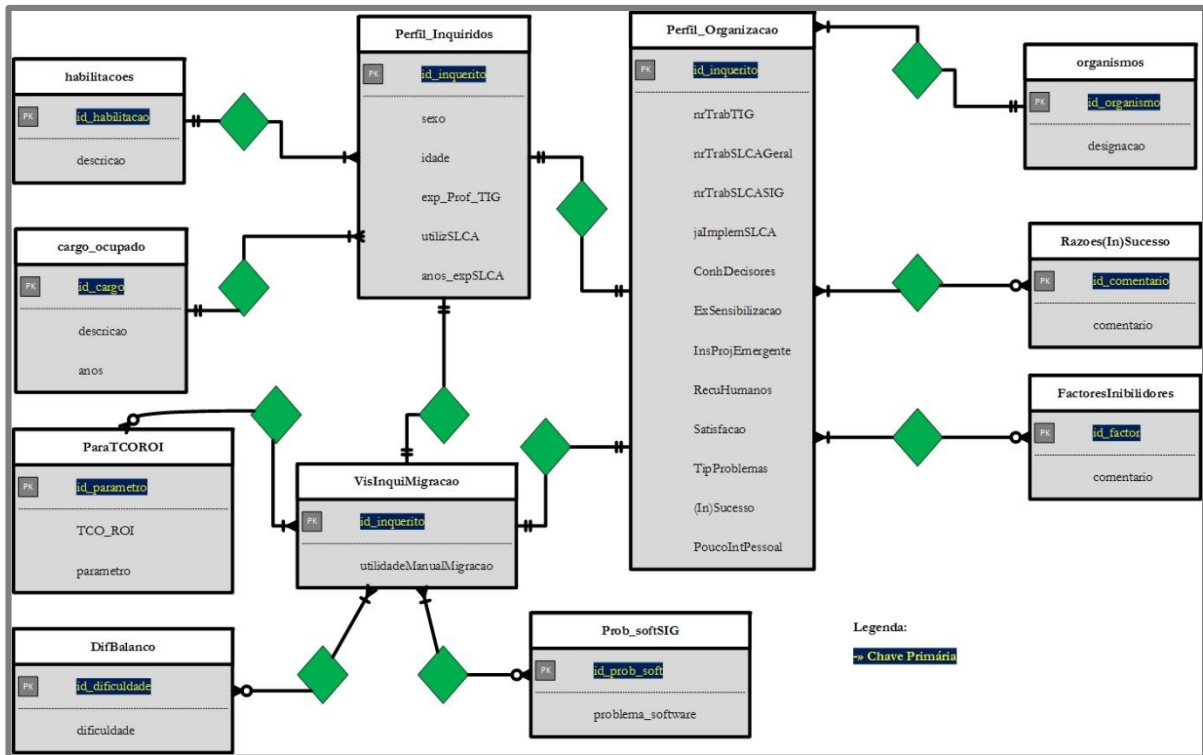 habilitacoes
PK id_habilitacao
descricao
cargo_ocupado
PK id_cargo
descricao
anos
ParaTCOROI
PK id_parametro
TCO_ROI
parametro
DifBalanco
PK id_dificuldade
dificuldade
Perfil_Inquiridos
PK id_inquerito
sexo
idade
exp_Prof_TIG
utilizSLCA
anos_expSLCA
VisInquiMigracao
PK id_inquerito
utilidadeManualMigracao
Prob_softSIG
PK id_prob_soft
problema_software
Perfil_Organizacao
PK id_inquerito
nrTrabTIG
nrTrabSLCAGeral
nrTrabSLCASIG
jaImplemSLCA
ConhDecisores
ExSensibilizacao
InsProjEmergente
RecuHumanos
Satisfacao
TipProblemas
(In)Sucesso
PoucoIntPessoal
organismos
PK id_organismo
designacao
Razoes(In)Sucesso
PK id_comentario
comentario
FactoresInibilidores
PK id_factor
comentario
Legenda:
-» Chave Primária